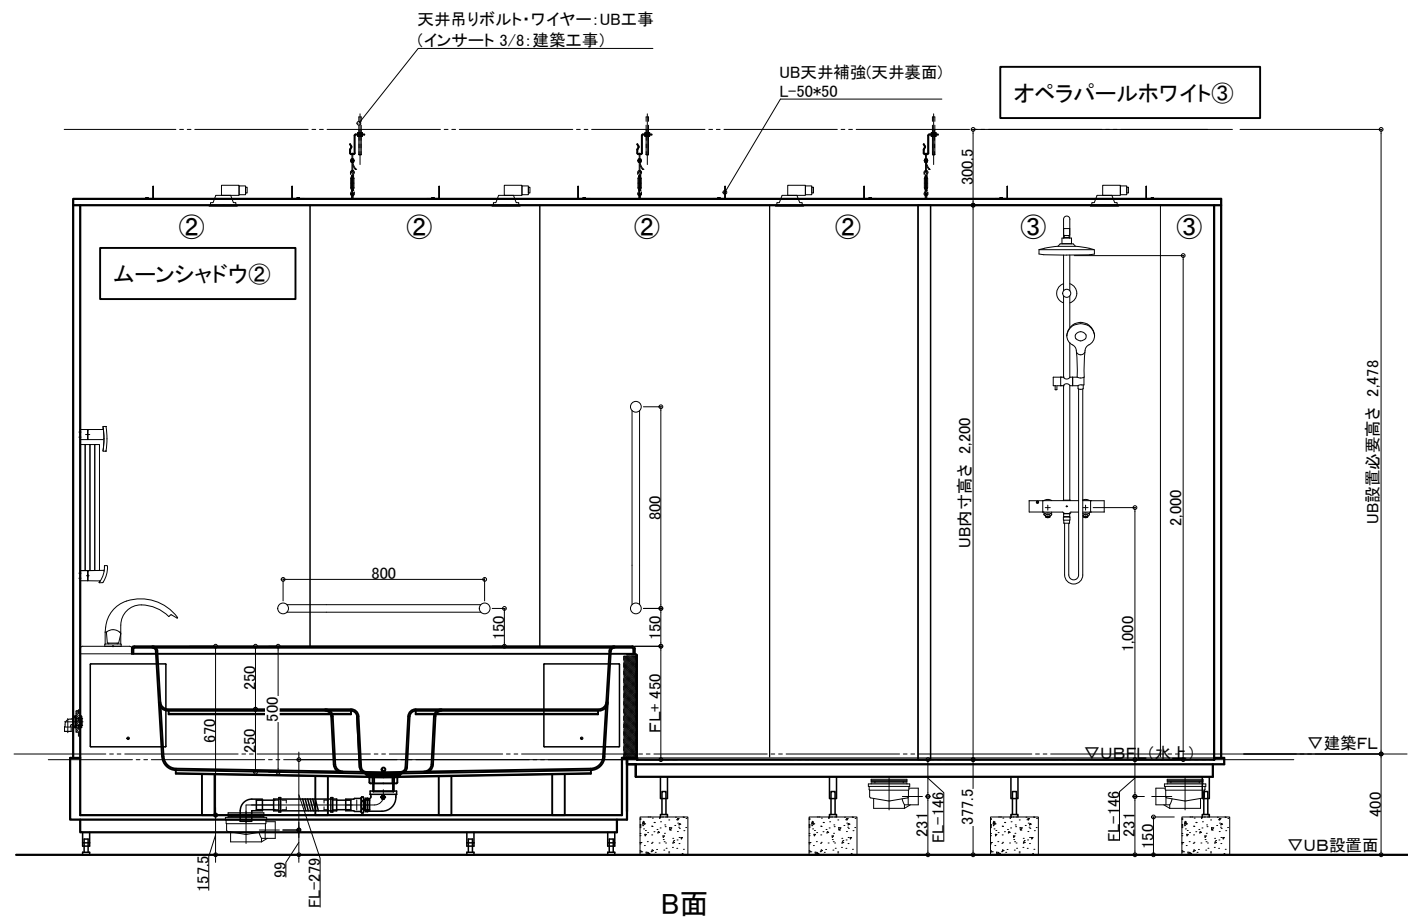 天井吊りボルト・ワイヤー：UB工事
(インサート 3/8:建築工事)
UB天井補強(天井裏面)
L-50*50
オペラパールホワイト③
300.5
②
②
②
②
③
③
ムーンシャドウ②
UB内寸高さ 2,200
2,000
UB設置必要高さ 2,478
800
800
150
150
1,000
250
500
670
250
FL+450
▽UBFL(水上)
▽建築FL
231
FL-146
377.5
FL-146
231
150
400
▽UB設置面
157.5
99
FL-279
B面